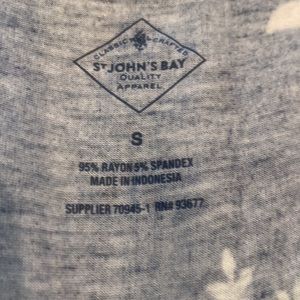 CLASSIC CRAFTED
ST. JOHN'S BAY
QUALITY
APPAREL
S
95% RAYON 5% SPANDEX
MADE IN INDONESIA
SUPPLIER 70945-1 RN# 93677